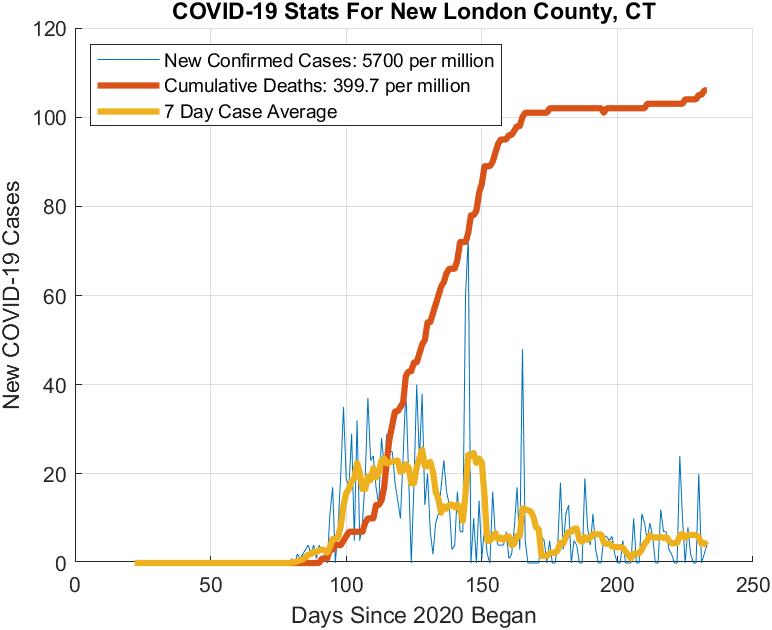 COVID-19 Stats For New London County, CT
120
New Confirmed Cases: 5700 per million
Cumulative Deaths: 399.7 per million
7 Day Case Average
100
80
60
40
20
0
New COVID-19 Cases
0 50 100 150 200 250
Days Since 2020 Began